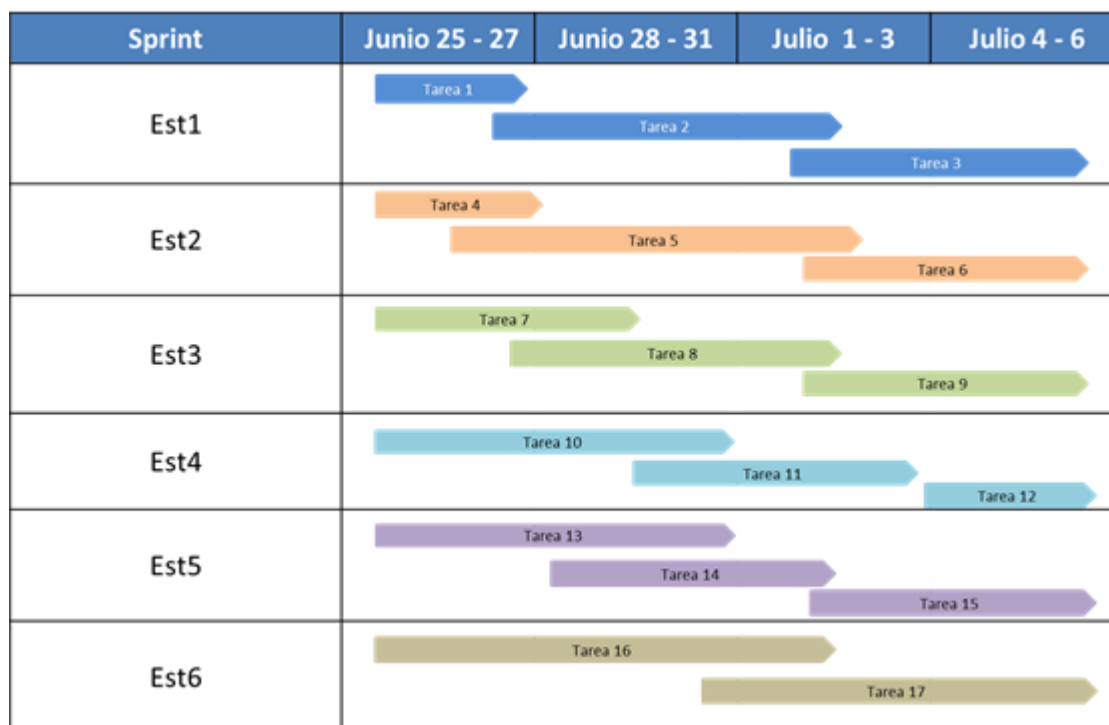 Sprint Junio 25 - 27 Junio 28 - 31 Julio 1 - 3 Julio 4 - 6
Est1
Tarea 1
Tarea 2
Tarea 3
Est2
Tarea 4
Tarea 5
Tarea 6
Est3
Tarea 7
Tarea 8
Tarea 9
Est4
Tarea 10
Tarea 11
Tarea 12
Est5
Tarea 13
Tarea 14
Tarea 15
Est6
Tarea 16
Tarea 17